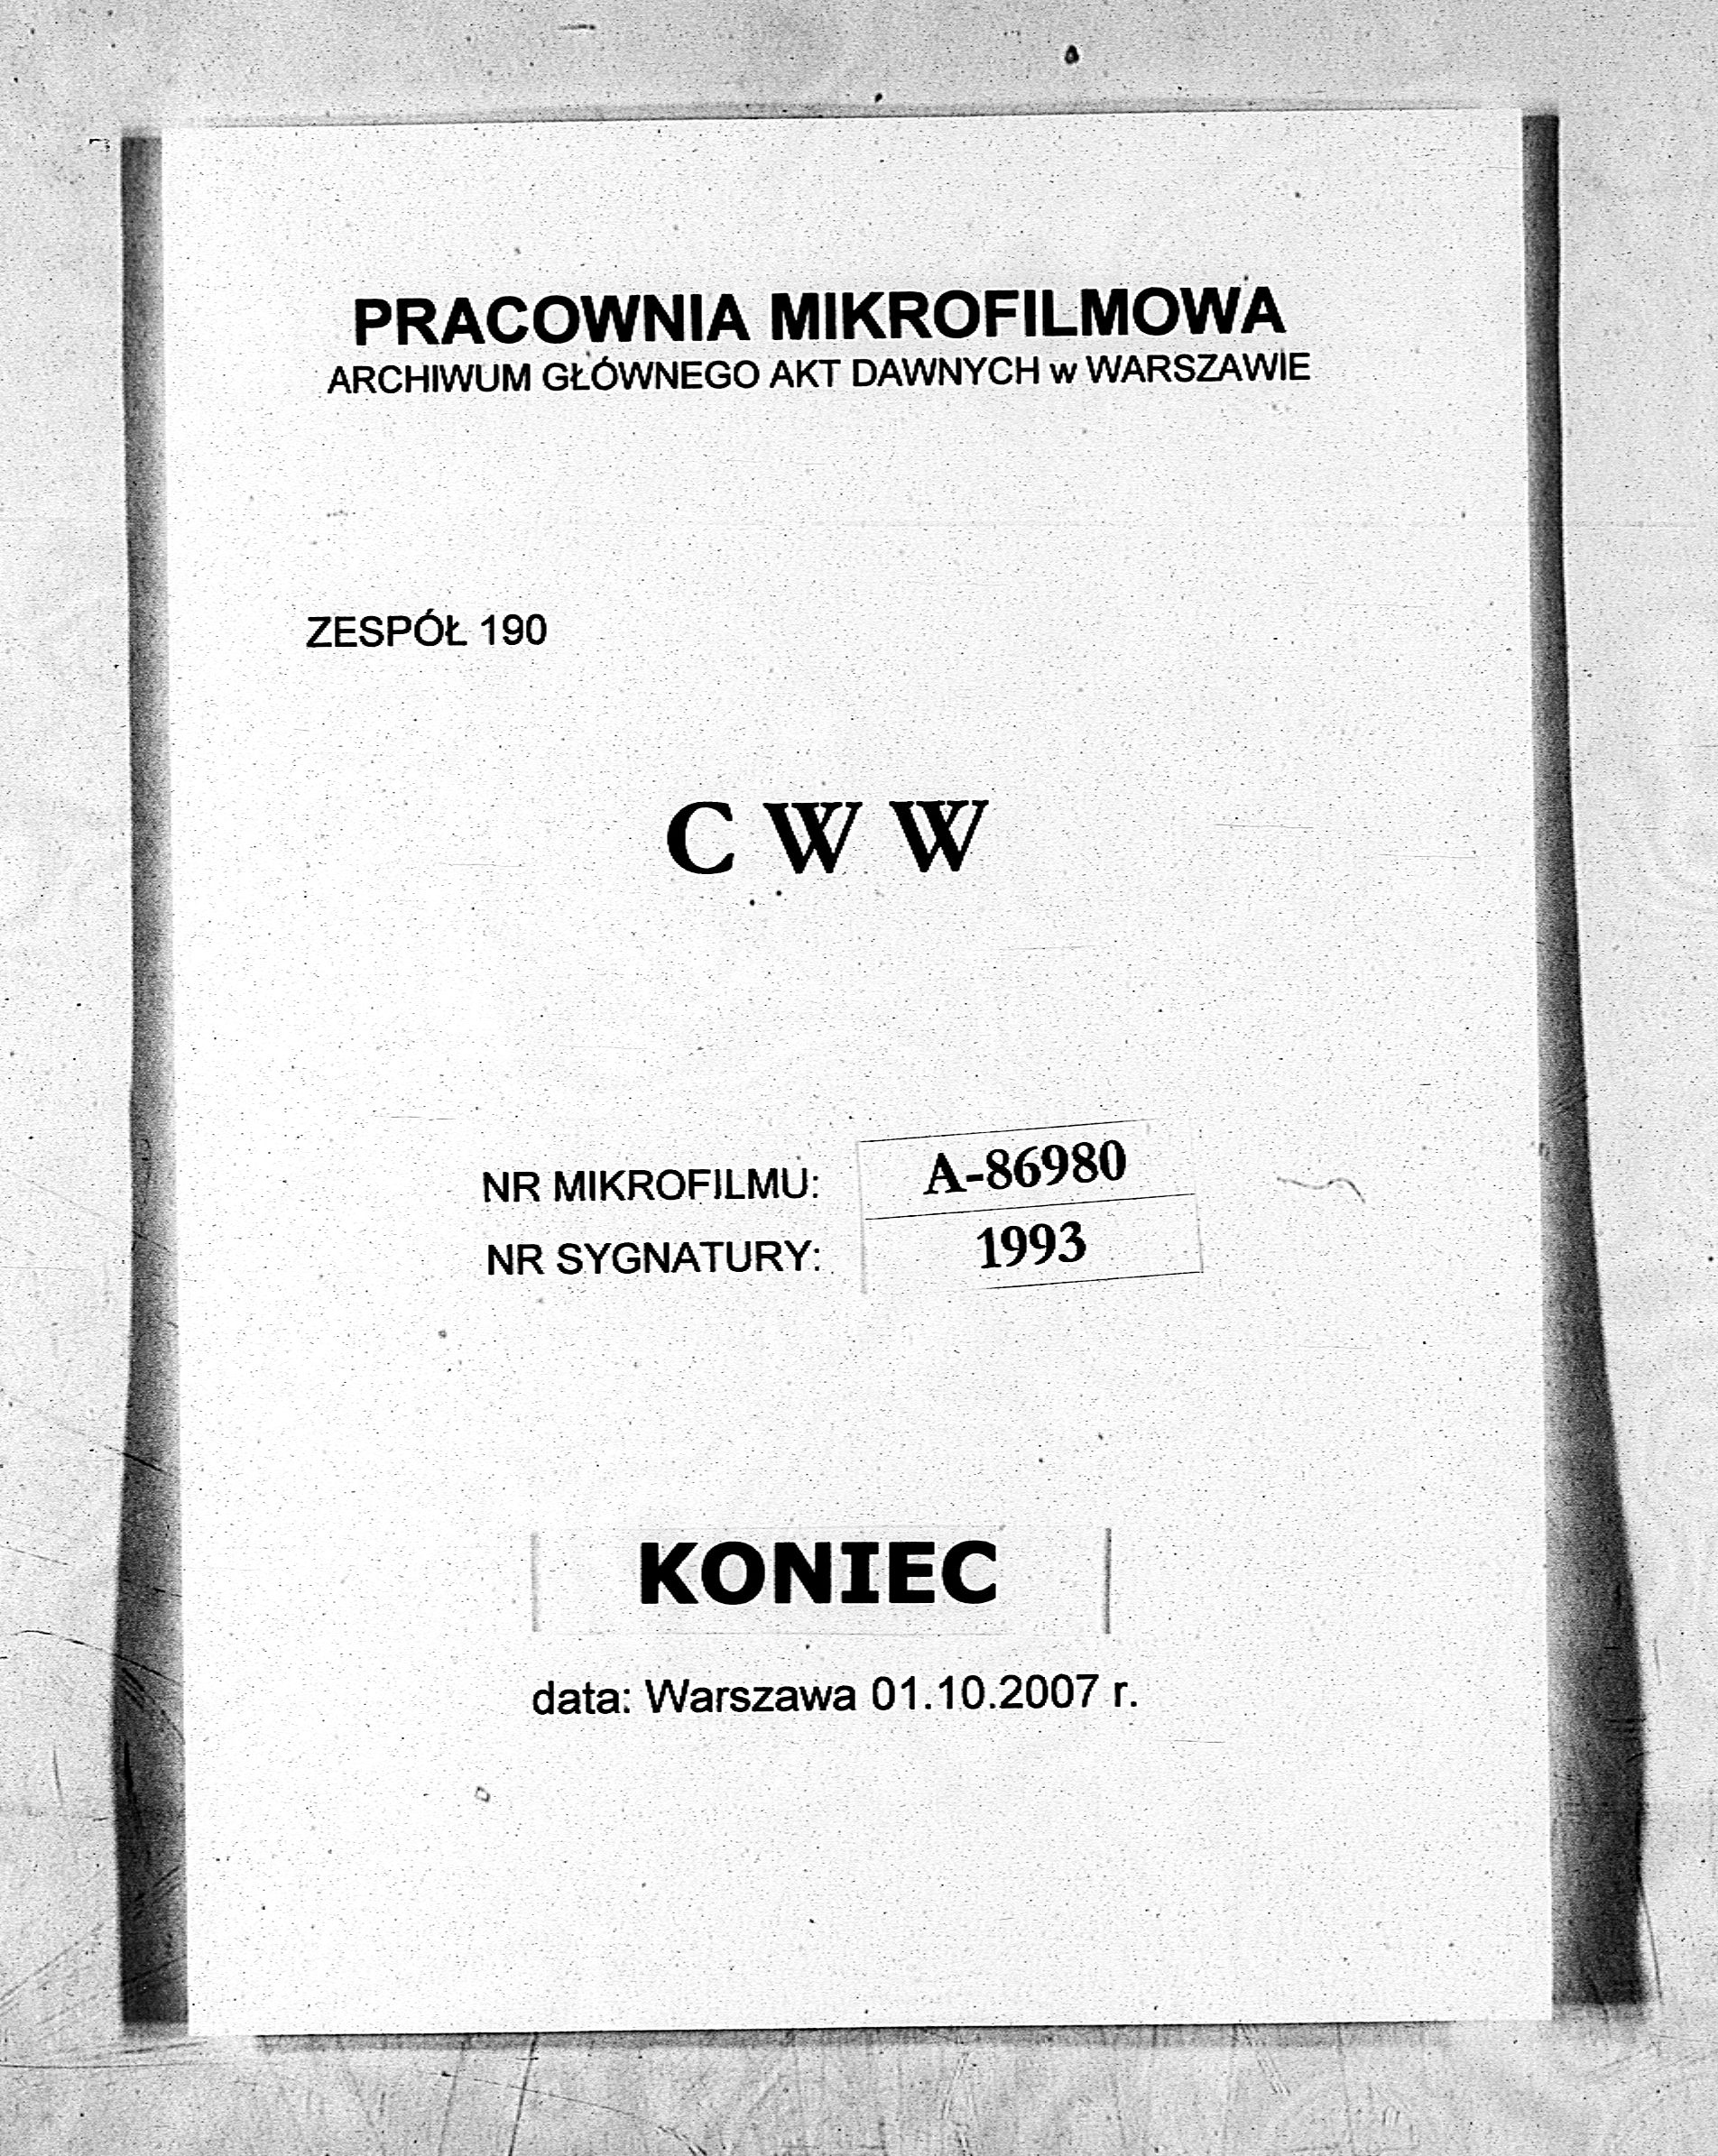 PRACOWNIA MIKROFILMOWA
ARCHIWUM GŁÓWNEGO AKT DAWNYCH w WARSZAWIE
ZESPÓŁ 190
C W W
NR MIKROFILMU: A-86980
NR SYGNATURY: 1993
KONIEC
data: Warszawa 01.10.2007 r.